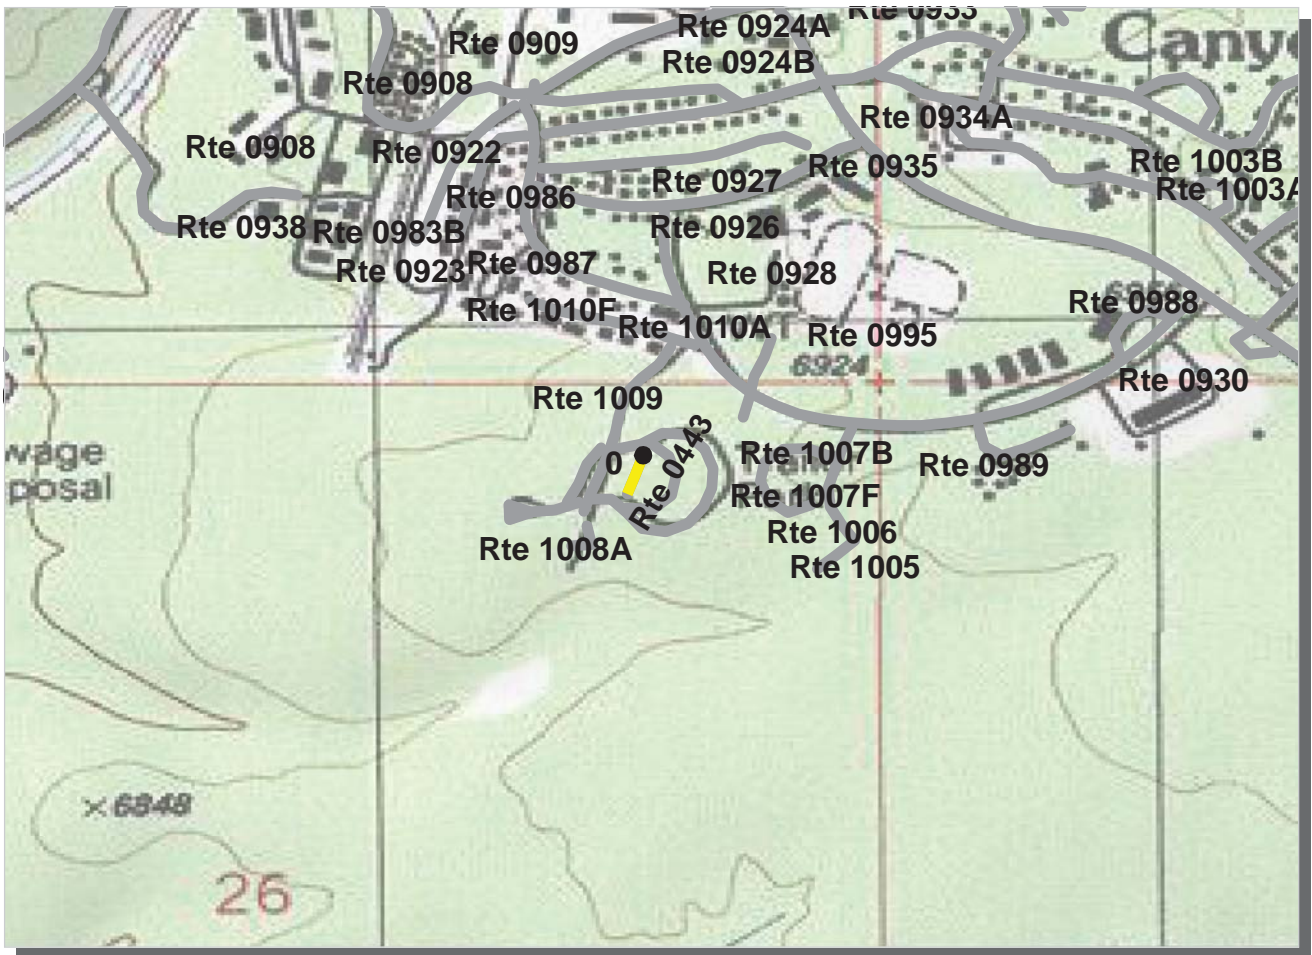 Rte 0933
Rte 0924A
Rte 0909
Canyo
Rte 0924B
Rte 0908
Rte 0934A
Rte 0908
Rte 0922
Rte 0935
Rte 1003B
Rte 0927
Rte 1003A
Rte 0986
Rte 0938
Rte 0983B
Rte 0926
Rte 0923
Rte 0987
Rte 0928
Rte 0988
Rte 1010F
Rte 1010A
Rte 0995
6924
Rte 0930
Rte 1009
Rte 0443
wage
posal
0
Rte 1007B
Rte 0989
Rte 1007F
Rte 1006
Rte 1008A
Rte 1005
6848
26